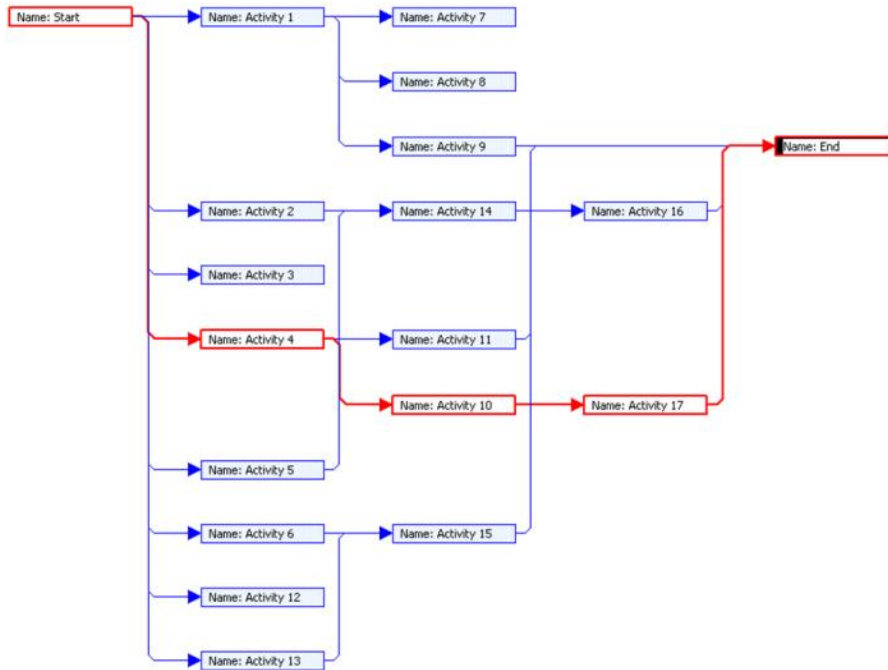 Name: Start
Name: Activity 1
Name: Activity 7
Name: Activity 8
Name: Activity 9
Name: End
Name: Activity 2
Name: Activity 14
Name: Activity 16
Name: Activity 3
Name: Activity 4
Name: Activity 11
Name: Activity 10
Name: Activity 17
Name: Activity 5
Name: Activity 6
Name: Activity 15
Name: Activity 12
Name: Activity 13